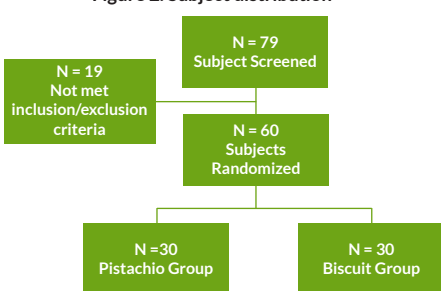 N = 79
Subject Screened
N = 19
Not met
inclusion/exclusion
criteria
N = 60
Subjects
Randomized
N =30
Pistachio Group
N = 30
Biscuit Group